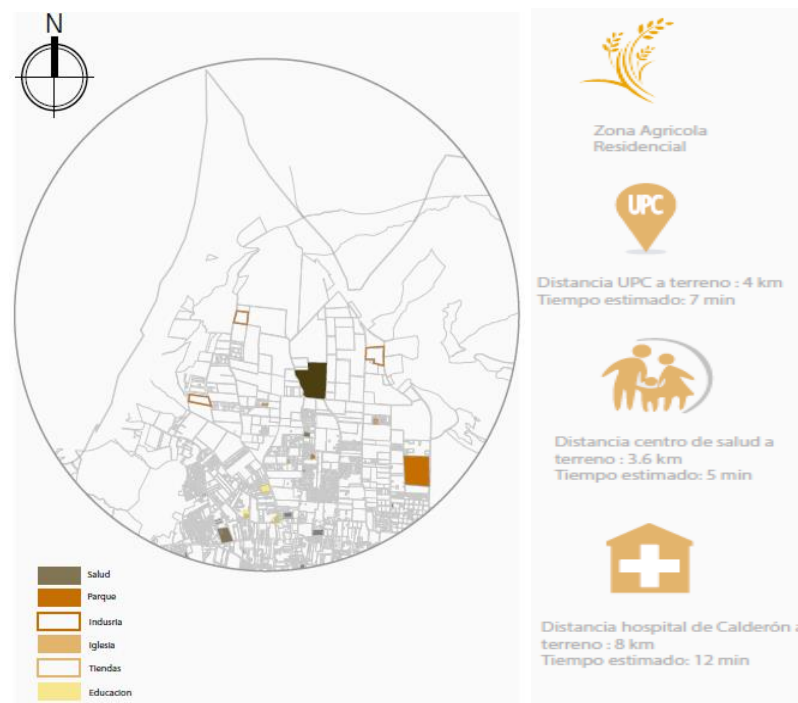 N
Salud
Parque
Indusria
Iglesia
Tiendas
Educacion
Zona Agricola
Residencial
UPC
Distancia UPC a terreno : 4 km
Tiempo estimado: 7 min
Distancia centro de salud a
terreno : 3.6 km
Tiempo estimado: 5 min
Distancia hospital de Calderón a
terreno : 8 km
Tiempo estimado: 12 min